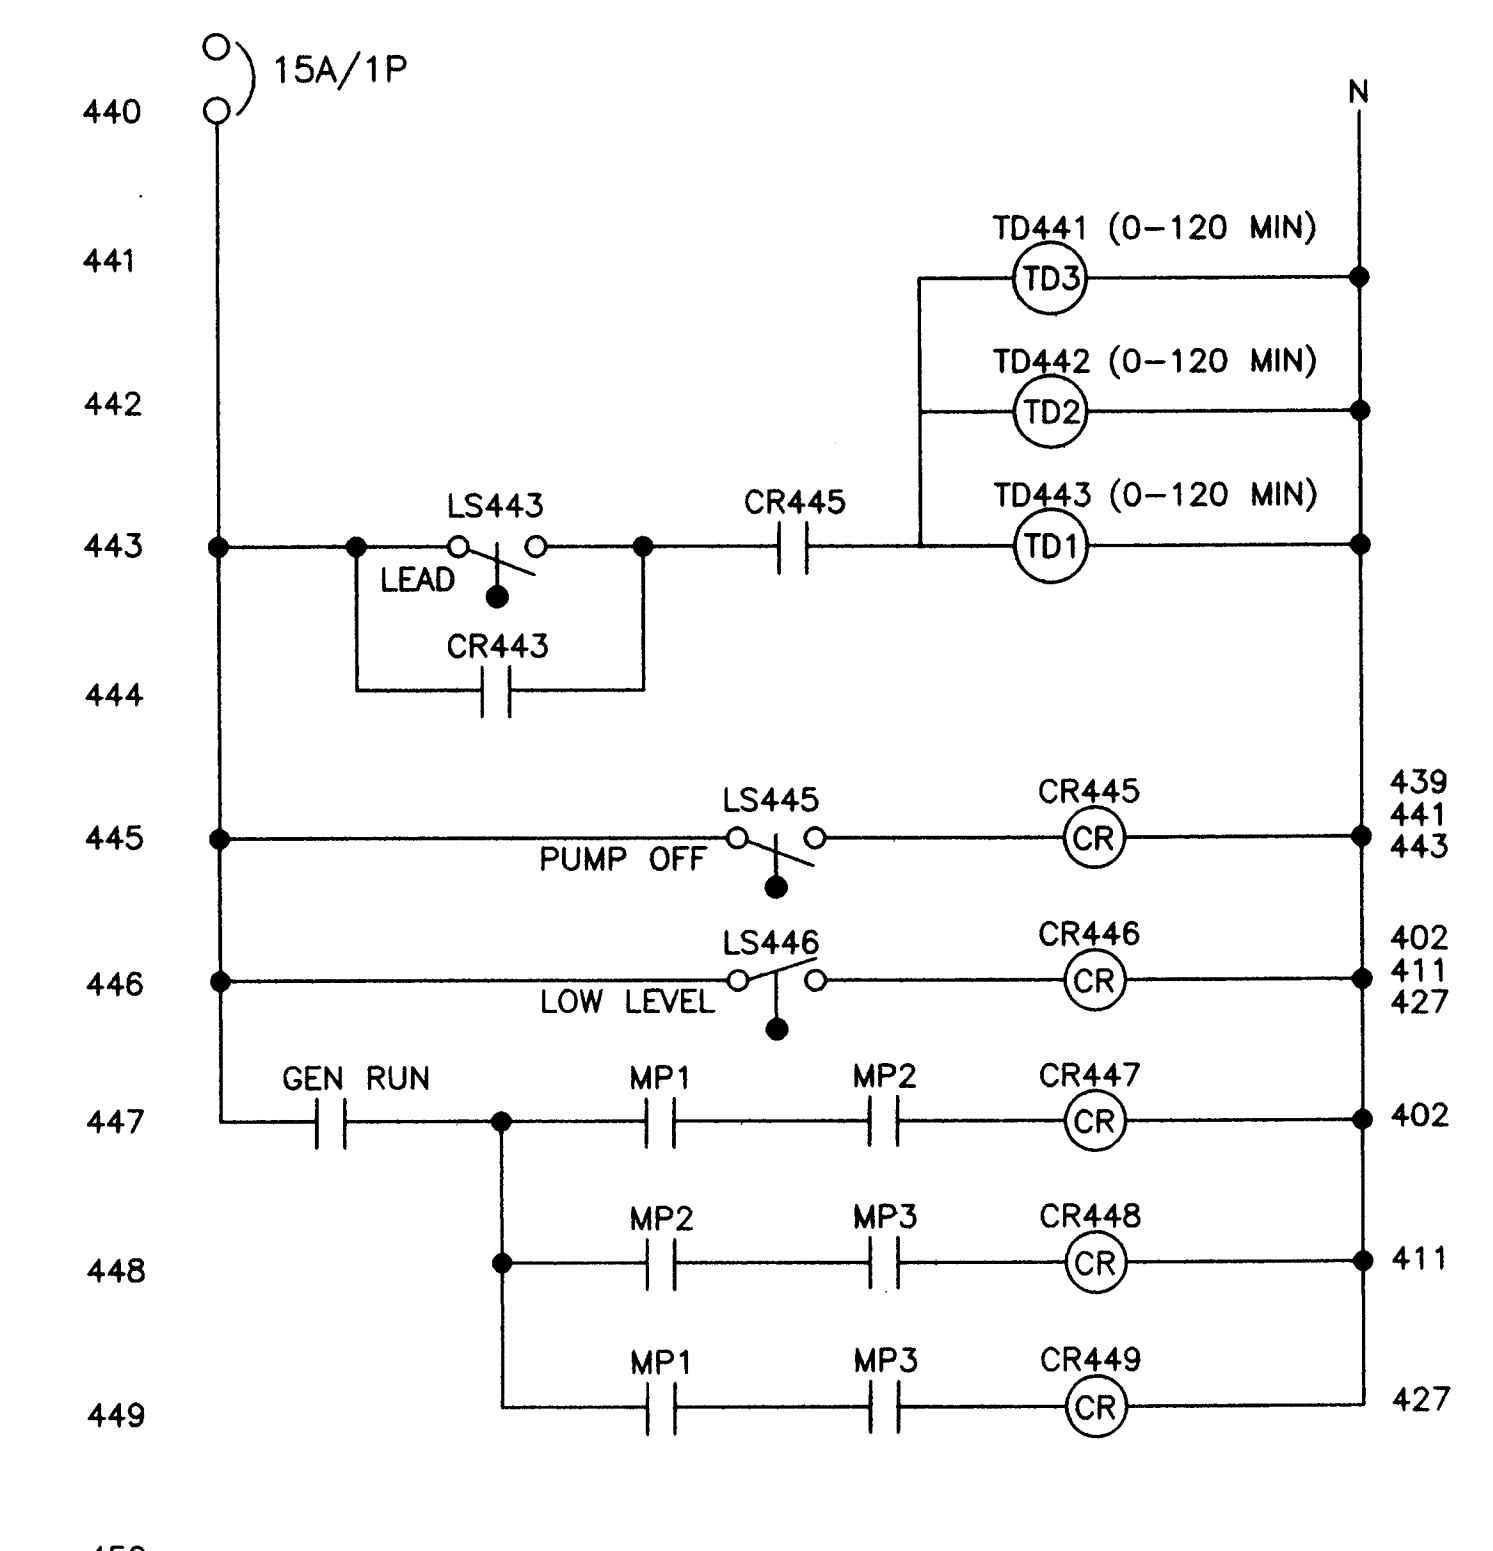 15A/1P
440
N
TD441 (0-120 MIN)
441
TD3
TD442 (0-120 MIN)
442
TD2
LS443
CR445
TD443 (0-120 MIN)
443
TD1
LEAD
CR443
444
439
LS445
CR445
441
445
CR
443
PUMP OFF
LS446
CR446
402
411
446
CR
427
LOW LEVEL
GEN RUN
MP1
MP2
CR447
447
CR
402
MP2
MP3
CR448
448
CR
411
MP1
MP3
CR449
449
CR
427